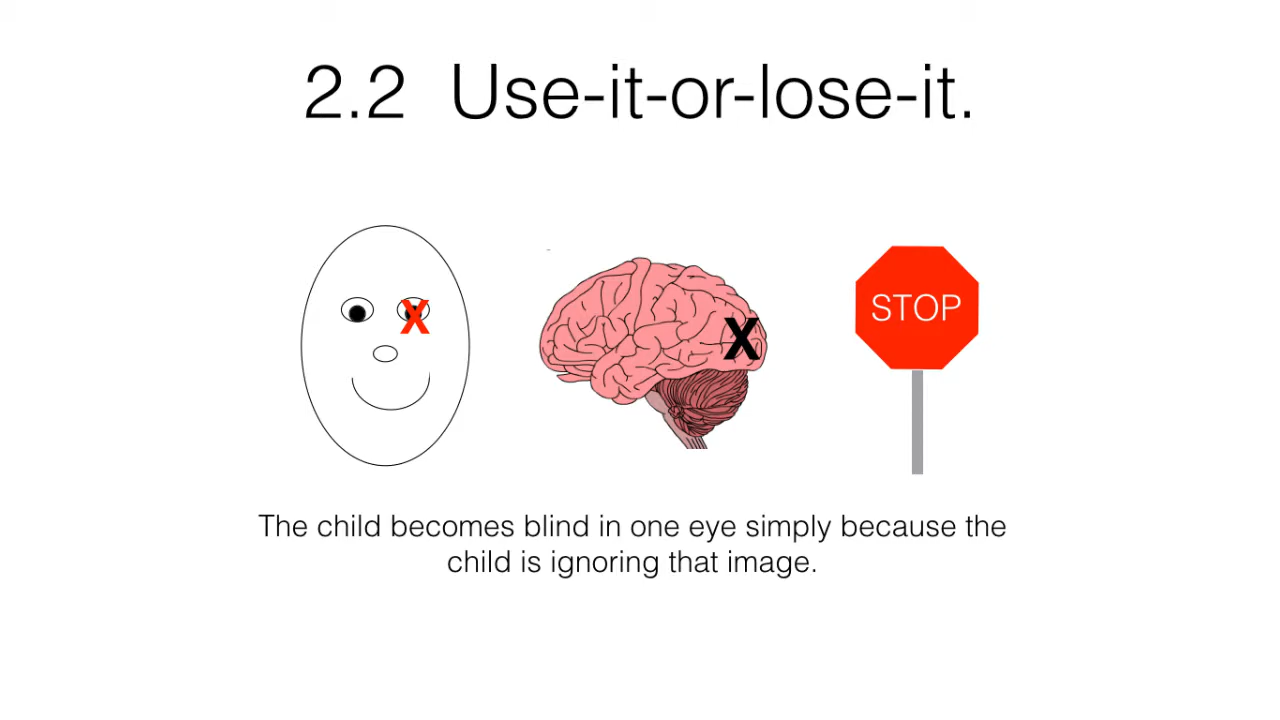 2.2 Use-it-or-lose-it.
X
X
STOP
The child becomes blind in one eye simply because the
child is ignoring that image.